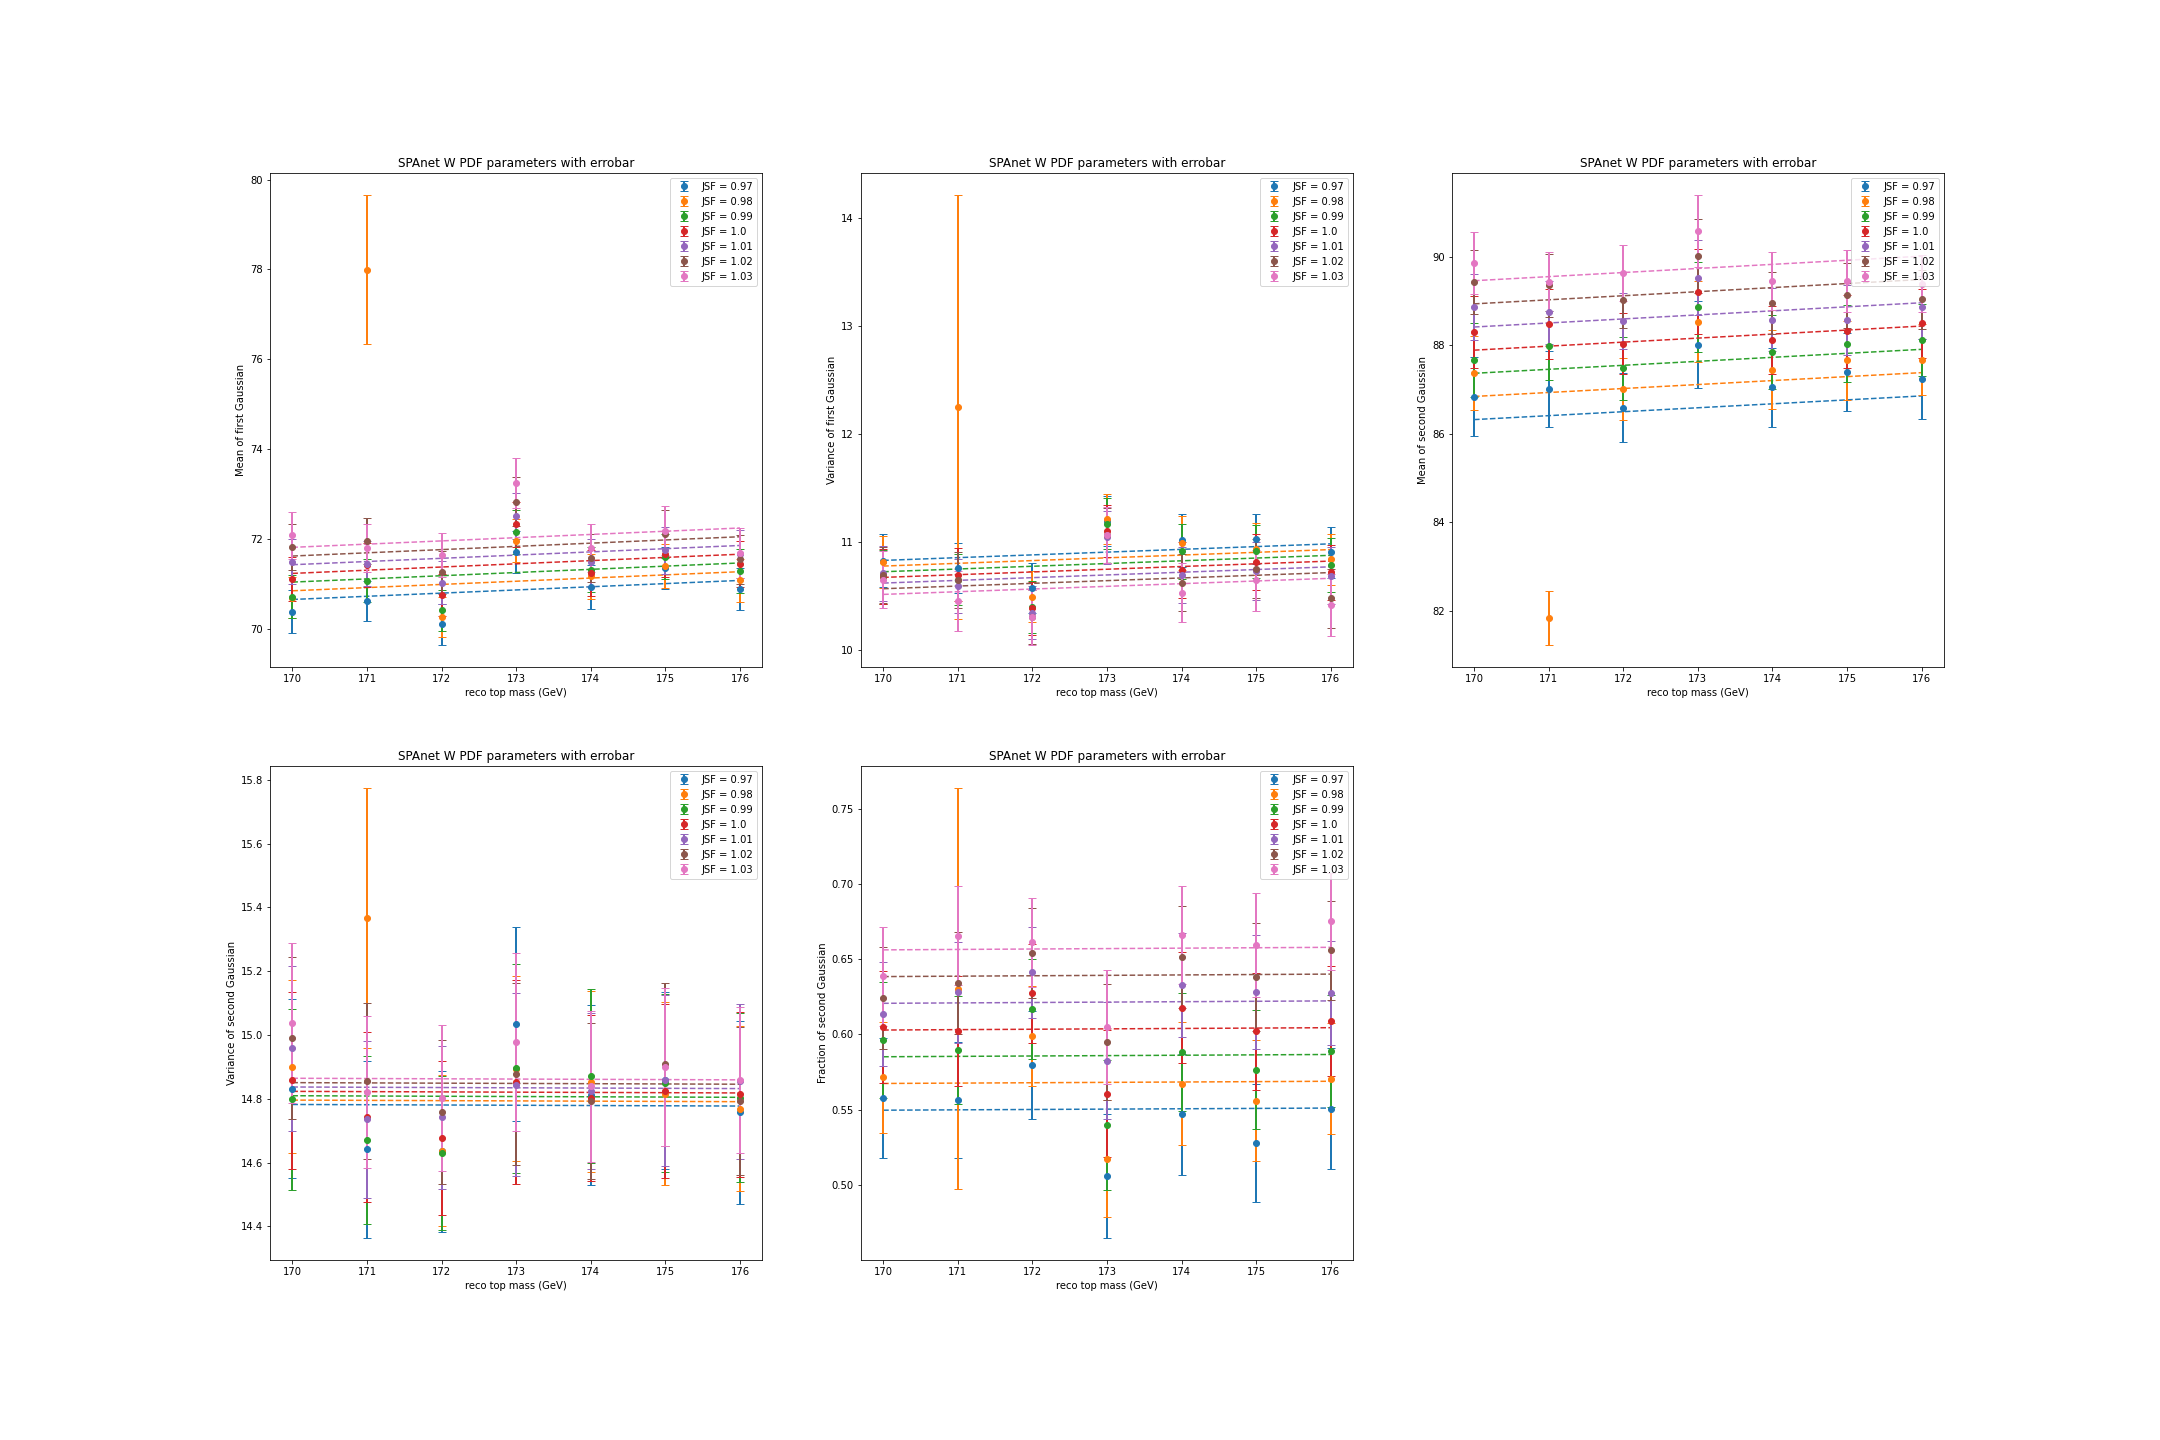 SPAnet W PDF parameters with errobar
Mean of first Gaussian
80
78
76
74
72
70
170 171 172 173 174 175 176
reco top mass (GeV)
JSF = 0.97
JSF = 0.98
JSF = 0.99
JSF = 1.0
JSF = 1.01
JSF = 1.02
JSF = 1.03
SPAnet W PDF parameters with errobar
Variance of first Gaussian
14
13
12
11
10
170 171 172 173 174 175 176
reco top mass (GeV)
JSF = 0.97
JSF = 0.98
JSF = 0.99
JSF = 1.0
JSF = 1.01
JSF = 1.02
JSF = 1.03
SPAnet W PDF parameters with errobar
Mean of second Gaussian
90
88
86
84
82
170 171 172 173 174 175 176
reco top mass (GeV)
JSF = 0.97
JSF = 0.98
JSF = 0.99
JSF = 1.0
JSF = 1.01
JSF = 1.02
JSF = 1.03
SPAnet W PDF parameters with errobar
Variance of second Gaussian
15.8
15.6
15.4
15.2
15.0
14.8
14.6
14.4
170 171 172 173 174 175 176
reco top mass (GeV)
JSF = 0.97
JSF = 0.98
JSF = 0.99
JSF = 1.0
JSF = 1.01
JSF = 1.02
JSF = 1.03
SPAnet W PDF parameters with errobar
Fraction of second Gaussian
0.75
0.70
0.65
0.60
0.55
0.50
170 171 172 173 174 175 176
reco top mass (GeV)
JSF = 0.97
JSF = 0.98
JSF = 0.99
JSF = 1.0
JSF = 1.01
JSF = 1.02
JSF = 1.03